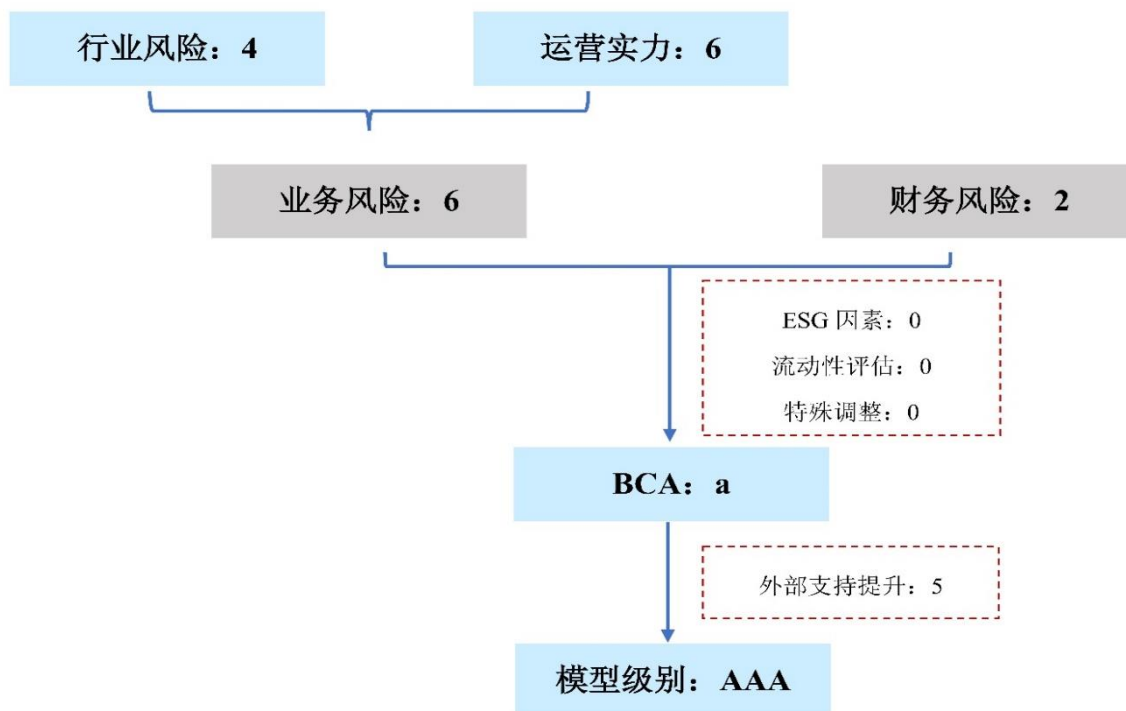 行业风险：4
运营实力：6
业务风险：6
财务风险：2
ESG 因素：0
流动性评估：0
特殊调整：0
BCA：a
外部支持提升：5
模型级别：AAA